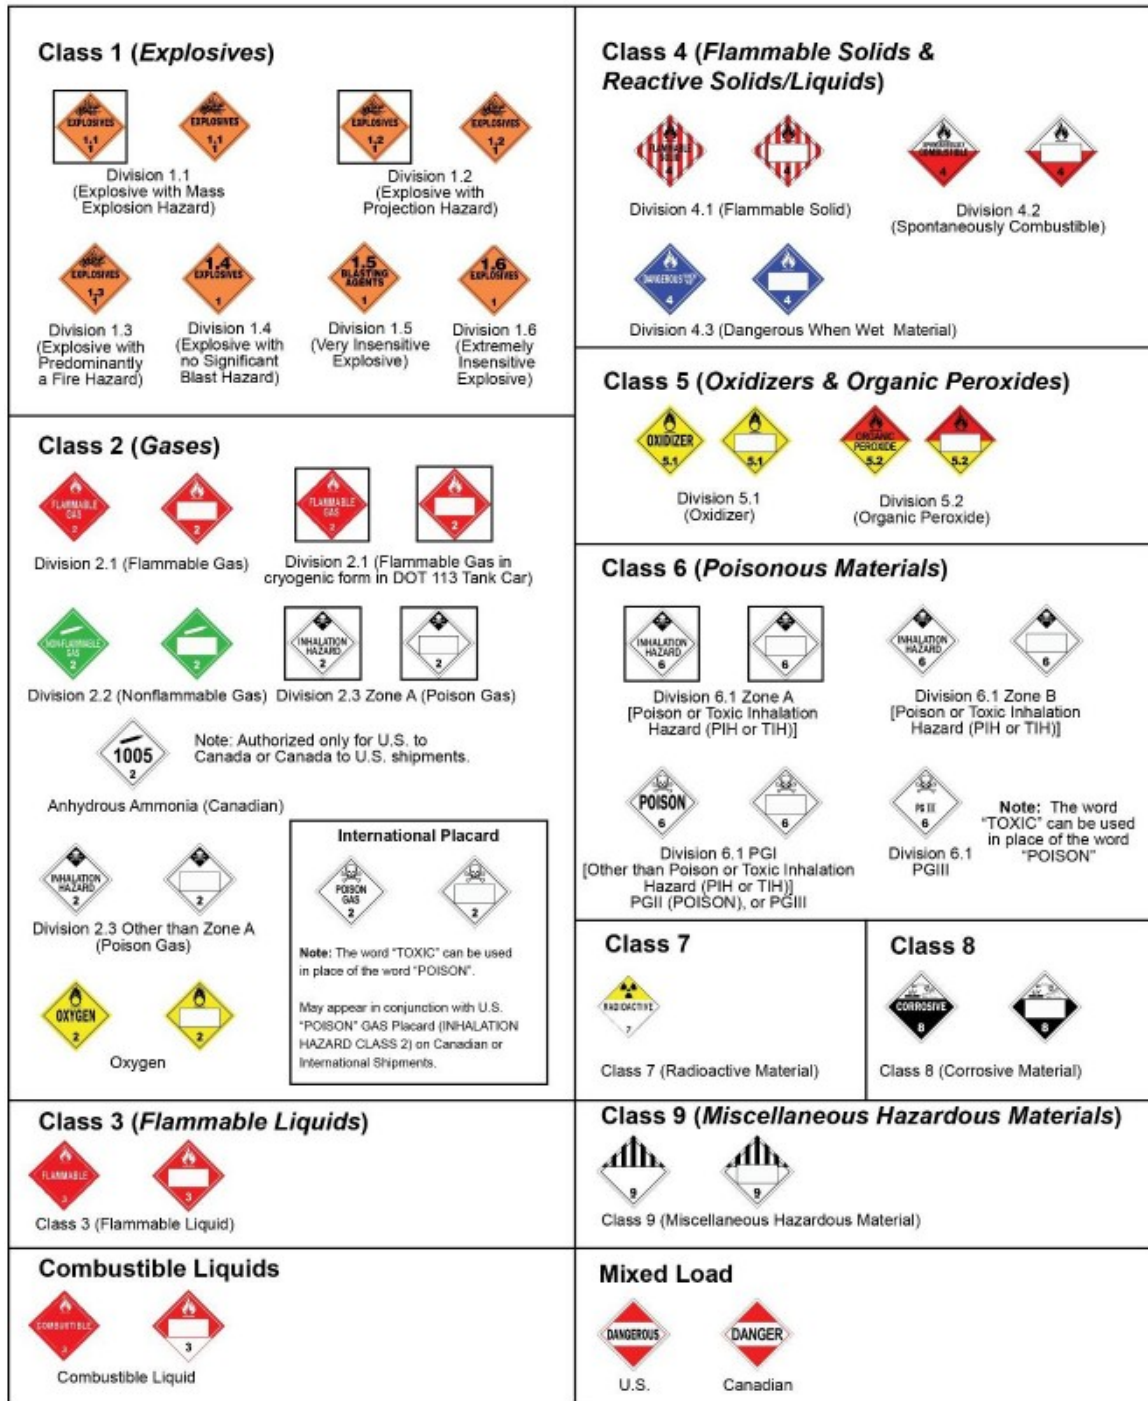 Class 1 (Explosives)
EXPLOSIVES
1.1
1
EXPLOSIVES
1.1
1
Division 1.1
(Explosive with Mass
Explosion Hazard)
EXPLOSIVES
1.2
1
EXPLOSIVES
1.2
1
Division 1.2
(Explosive with
Projection Hazard)
EXPLOSIVES
1.3
1
Division 1.3
(Explosive with
Predominantly
a Fire Hazard)
1.4
EXPLOSIVES
1
Division 1.4
(Explosive with
no Significant
Blast Hazard)
1.5
BLASTING
AGENTS
1
Division 1.5
(Very Insensitive
Explosive)
1.6
EXPLOSIVES
1
Division 1.6
(Extremely
Insensitive
Explosive)
Class 2 (Gases)
FLAMMABLE
GAS
2
2
Division 2.1 (Flammable Gas)
FLAMMABLE
GAS
2
2
Division 2.1 (Flammable Gas in
cryogenic form in DOT 113 Tank Car)
NON-FLAMMABLE
GAS
2
2
Division 2.2 (Nonflammable Gas)
INHALATION
HAZARD
2
2
Division 2.3 Zone A (Poison Gas)
1005
2
Anhydrous Ammonia (Canadian)
Note: Authorized only for U.S. to
Canada or Canada to U.S. shipments.
INHALATION
HAZARD
2
2
Division 2.3 Other than Zone A
(Poison Gas)
OXYGEN
2
2
Oxygen
International Placard
POISON
GAS
2
2
Note: The word “TOXIC” can be used
in place of the word “POISON”.
May appear in conjunction with U.S.
“POISON” GAS Placard (INHALATION
HAZARD CLASS 2) on Canadian or
International Shipments.
Class 3 (Flammable Liquids)
FLAMMABLE
3
3
Class 3 (Flammable Liquid)
Combustible Liquids
COMBUSTIBLE
3
3
Combustible Liquid
Class 4 (Flammable Solids &
Reactive Solids/Liquids)
FLAMMABLE
SOLID
4
4
Division 4.1 (Flammable Solid)
SPONTANEOUSLY
COMBUSTIBLE
4
4
Division 4.2
(Spontaneously Combustible)
DANGEROUS
4
4
Division 4.3 (Dangerous When Wet Material)
Class 5 (Oxidizers & Organic Peroxides)
OXIDIZER
5.1
5.1
Division 5.1
(Oxidizer)
ORGANIC
PEROXIDE
5.2
5.2
Division 5.2
(Organic Peroxide)
Class 6 (Poisonous Materials)
INHALATION
HAZARD
6
6
Division 6.1 Zone A
[Poison or Toxic Inhalation
Hazard (PIH or TIH)]
INHALATION
HAZARD
6
6
Division 6.1 Zone B
[Poison or Toxic Inhalation
Hazard (PIH or TIH)]
POISON
6
6
Division 6.1 PGI
[Other than Poison or Toxic Inhalation
Hazard (PIH or TIH)]
PGII (POISON), or PGIII
PG III
6
Division 6.1
PGIII
Note: The word
“TOXIC” can be used
in place of the word
“POISON”
Class 7
RADIOACTIVE
7
Class 7 (Radioactive Material)
Class 8
CORROSIVE
8
8
Class 8 (Corrosive Material)
Class 9 (Miscellaneous Hazardous Materials)
9
9
Class 9 (Miscellaneous Hazardous Material)
Mixed Load
DANGEROUS
U.S.
DANGER
Canadian